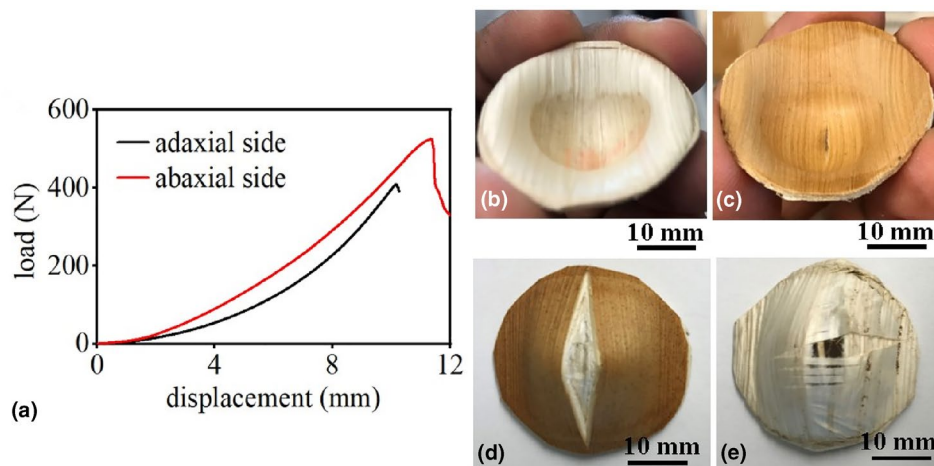 600
400
200
0
load (N)
adaxial side
abaxial side
0
4
8
12
displacement (mm)
(a)
(b)
10 mm
(c)
10 mm
(d)
10 mm
(e)
10 mm